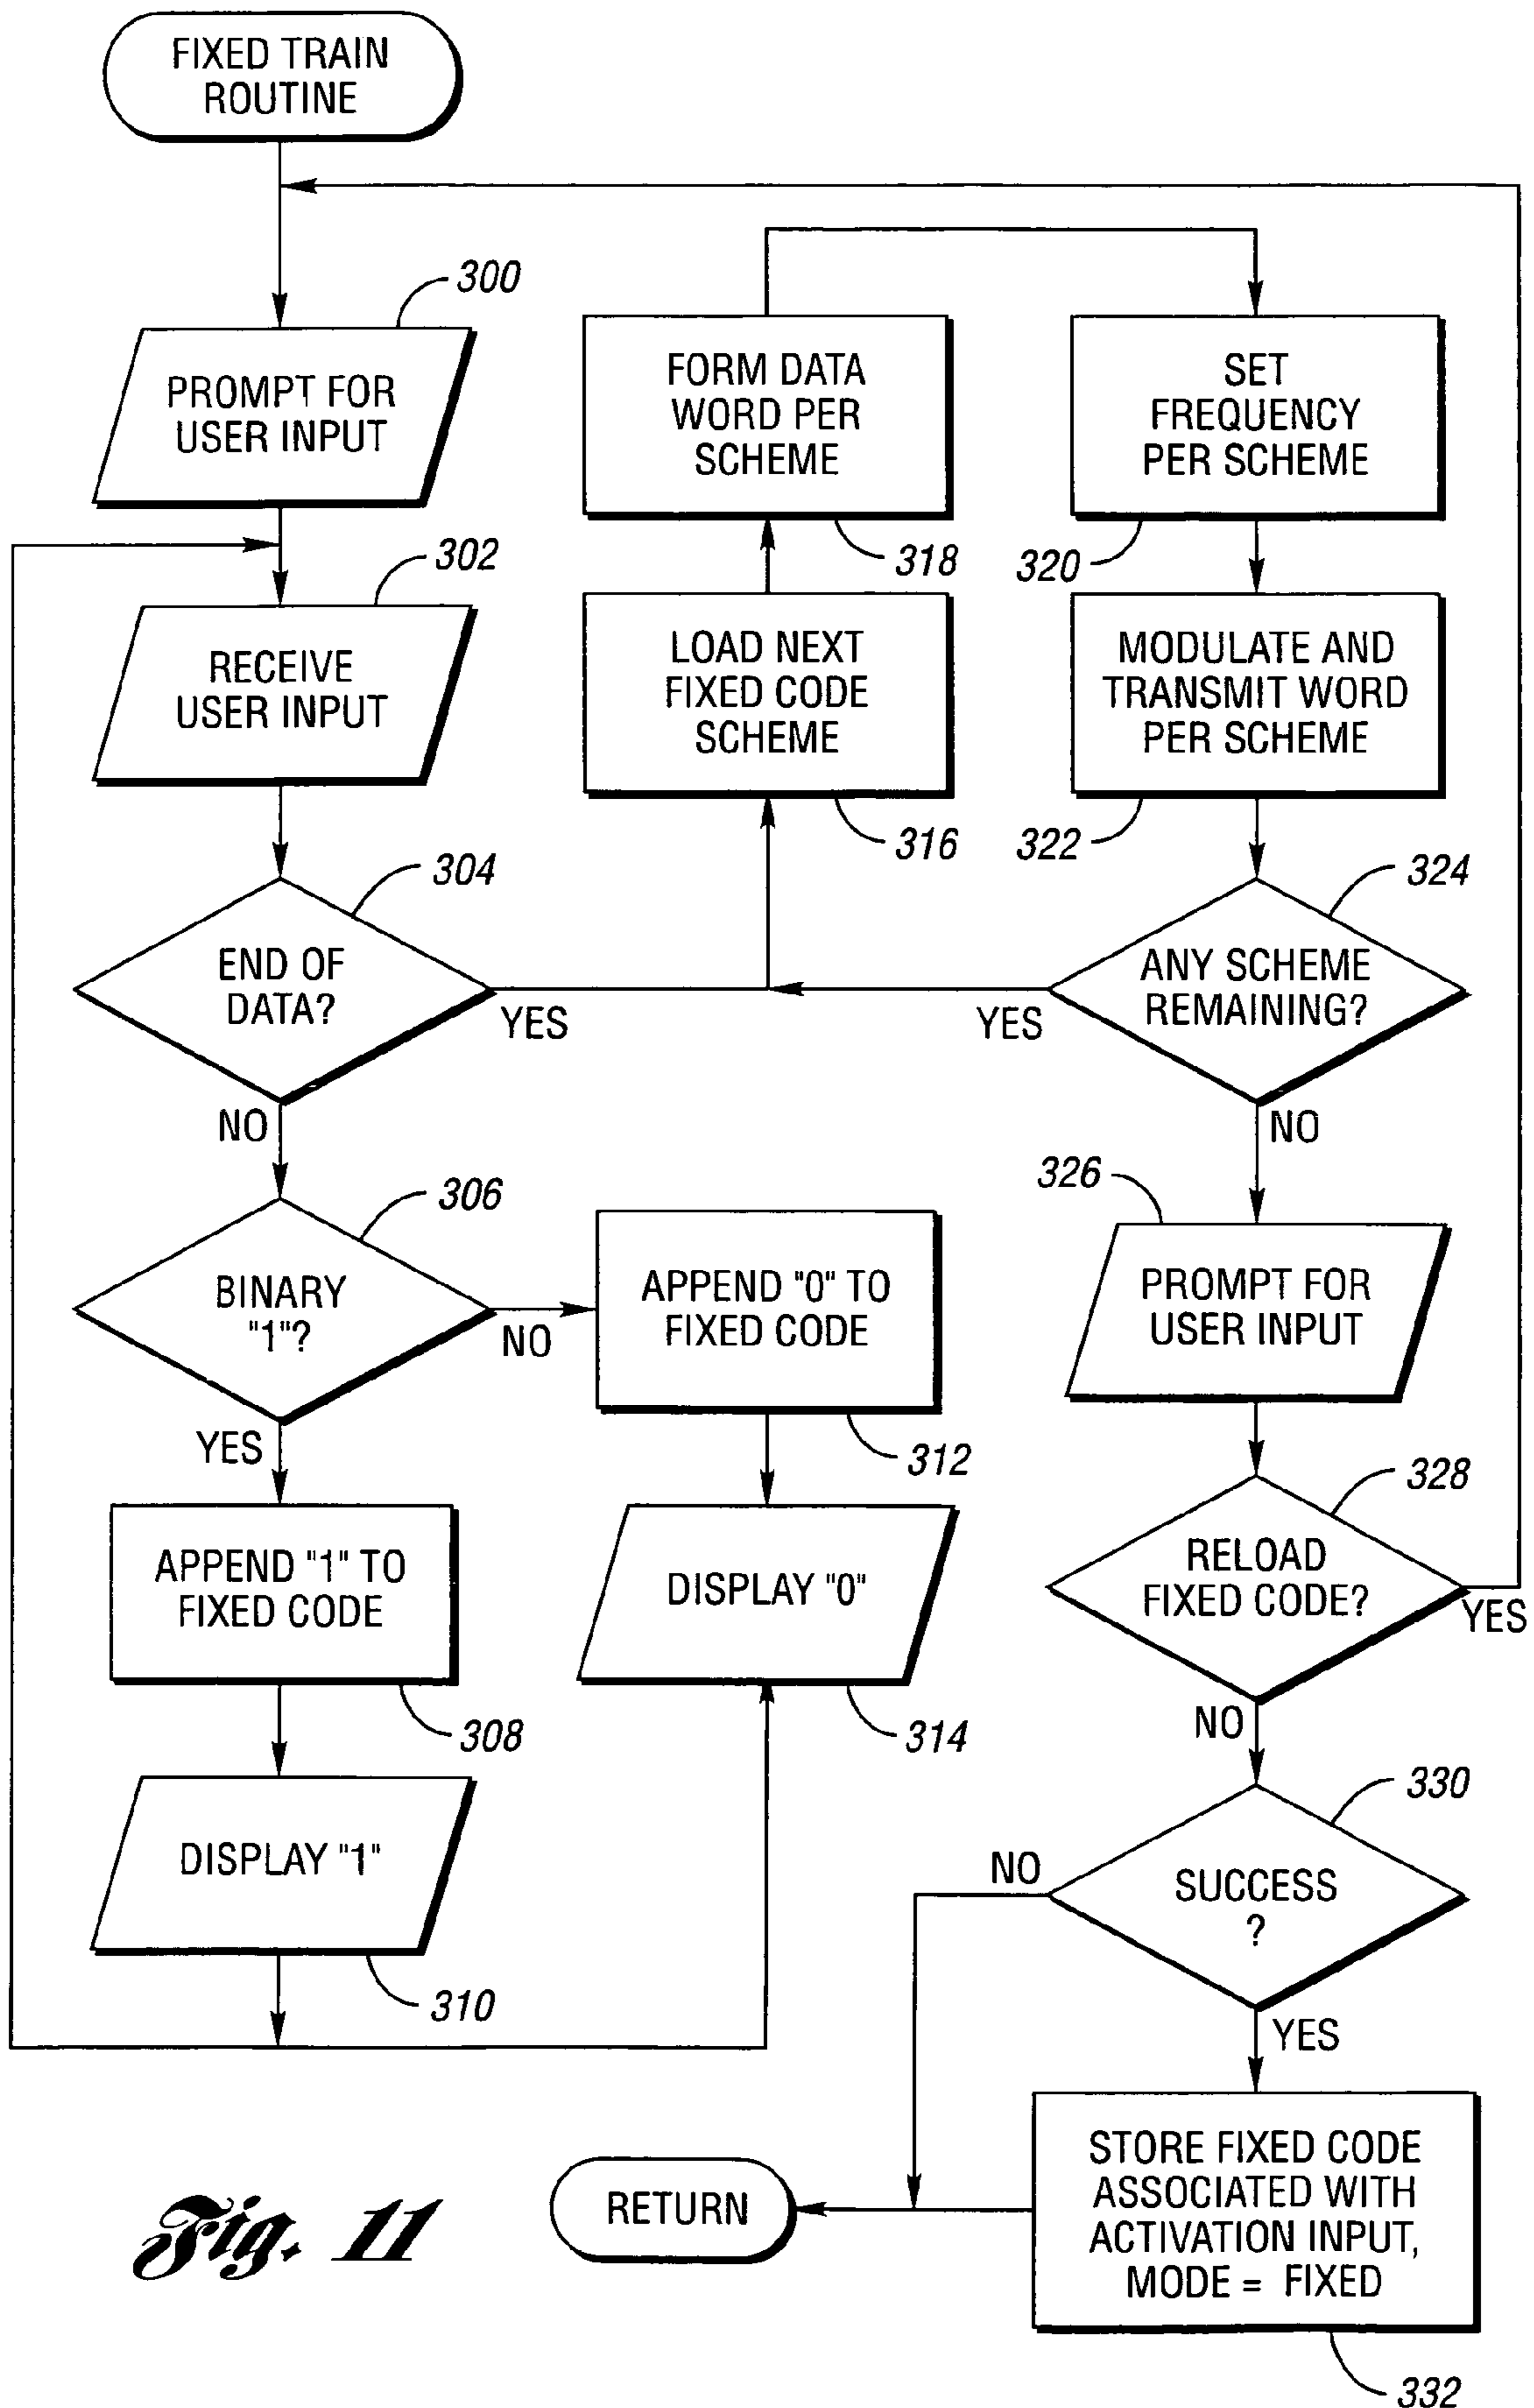 FIXED TRAIN
ROUTINE
300
PROMPT FOR
USER INPUT
302
RECEIVE
USER INPUT
304
END OF
DATA?
YES
NO
306
BINARY
"1"?
NO
YES
APPEND "1" TO
FIXED CODE
308
DISPLAY "1"
310
APPEND "0" TO
FIXED CODE
312
DISPLAY "0"
314
LOAD NEXT
FIXED CODE
SCHEME
316
FORM DATA
WORD PER
SCHEME
318
SET
FREQUENCY
PER SCHEME
320
MODULATE AND
TRANSMIT WORD
PER SCHEME
322
324
ANY SCHEME
REMAINING?
YES
NO
326
PROMPT FOR
USER INPUT
328
RELOAD
FIXED CODE?
YES
NO
330
SUCCESS
?
NO
YES
STORE FIXED CODE
ASSOCIATED WITH
ACTIVATION INPUT,
MODE = FIXED
332
RETURN
Fig. 11